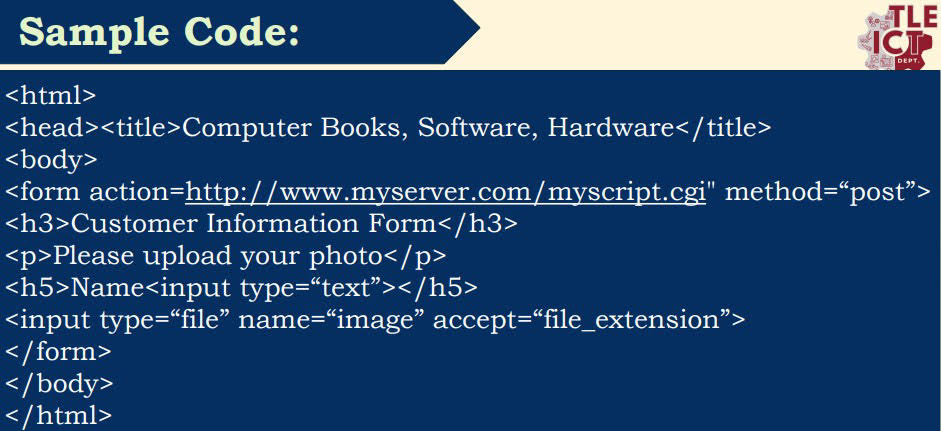 Sample Code:
TLE
ICT
DEPT.
<html>
<head><title>Computer Books, Software, Hardware</title>
<body>
<form action=http://www.myserver.com/myscript.cgi" method=“post”>
<h3>Customer Information Form</h3>
<p>Please upload your photo</p>
<h5>Name<input type=“text”></h5>
<input type=“file” name=“image” accept=“file_extension”>
</form>
</body>
</html>